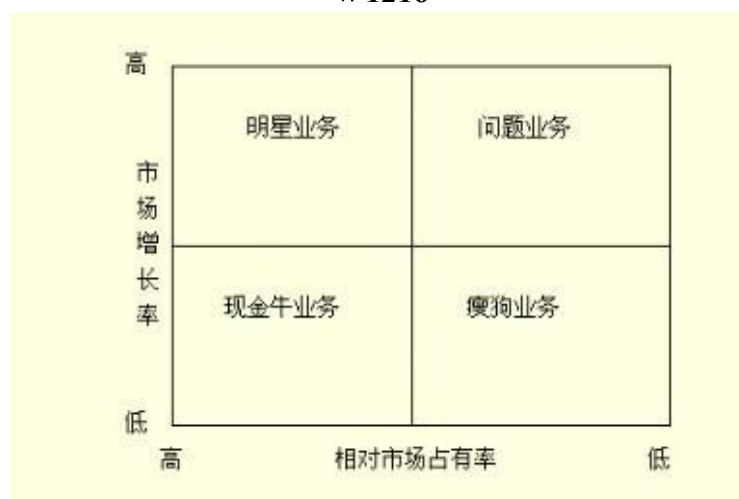 高
明星业务 问题业务
市场增长率
现金牛业务 瘦狗业务
低
高 相对市场占有率 低